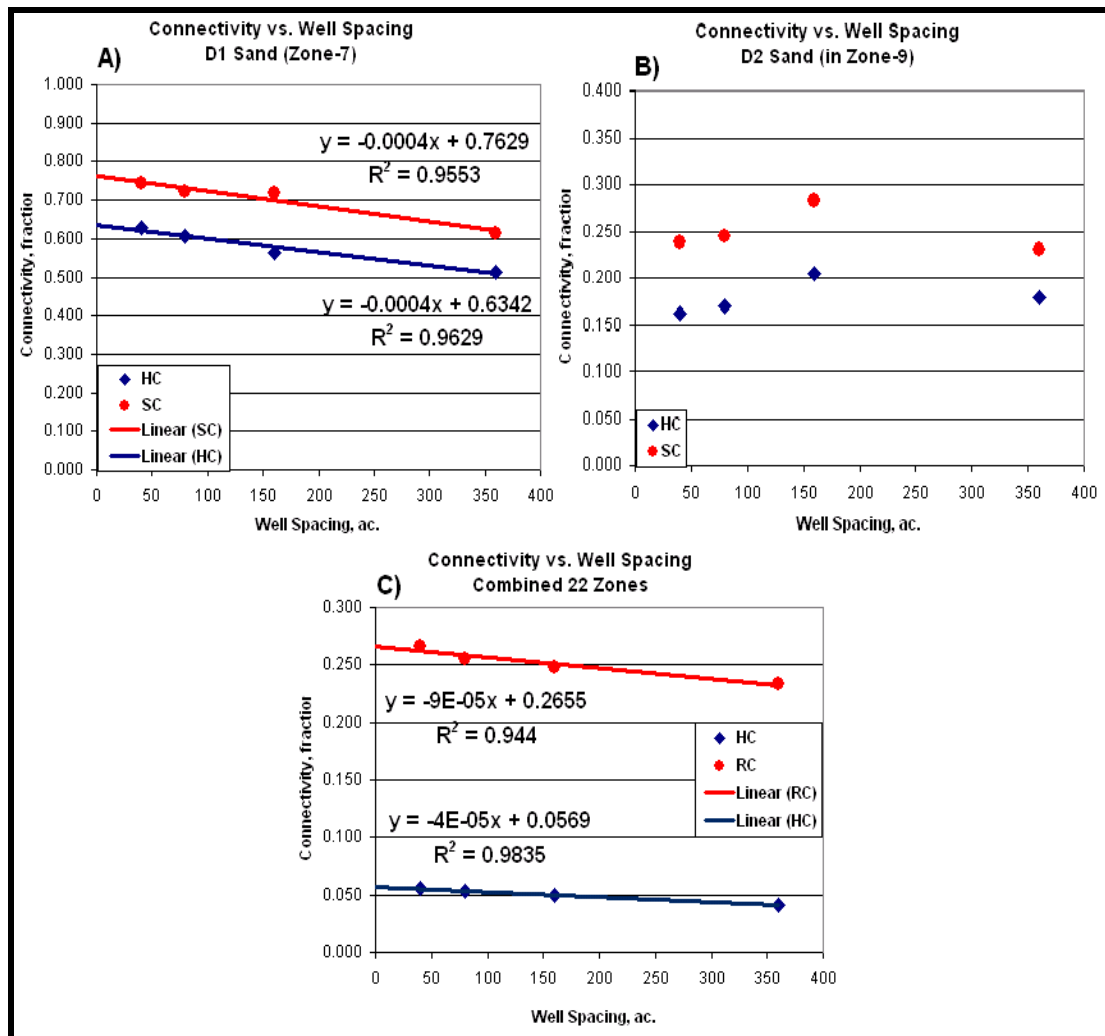 Connectivity vs. Well Spacing
D1 Sand (Zone-7)
A)
1.000
0.900
0.800
0.700
0.600
0.500
0.400
0.300
0.200
0.100
0.000
Connectivity, fraction
y = -0.0004x + 0.7629
R² = 0.9553
y = -0.0004x + 0.6342
R² = 0.9629
HC
SC
Linear (SC)
Linear (HC)
0 50 100 150 200 250 300 350 400
Well Spacing, ac.
Connectivity vs. Well Spacing
D2 Sand (in Zone-9)
B)
0.400
0.350
0.300
0.250
0.200
0.150
0.100
0.050
0.000
Connectivity, fraction
HC
SC
0 50 100 150 200 250 300 350 400
Well Spacing, ac.
Connectivity vs. Well Spacing
Combined 22 Zones
C)
0.300
0.250
0.200
0.150
0.100
0.050
0.000
Connectivity, fraction
y = -9E-05x + 0.2655
R² = 0.944
y = -4E-05x + 0.0569
R² = 0.9835
HC
RC
Linear (RC)
Linear (HC)
0 50 100 150 200 250 300 350 400
Well Spacing, ac.